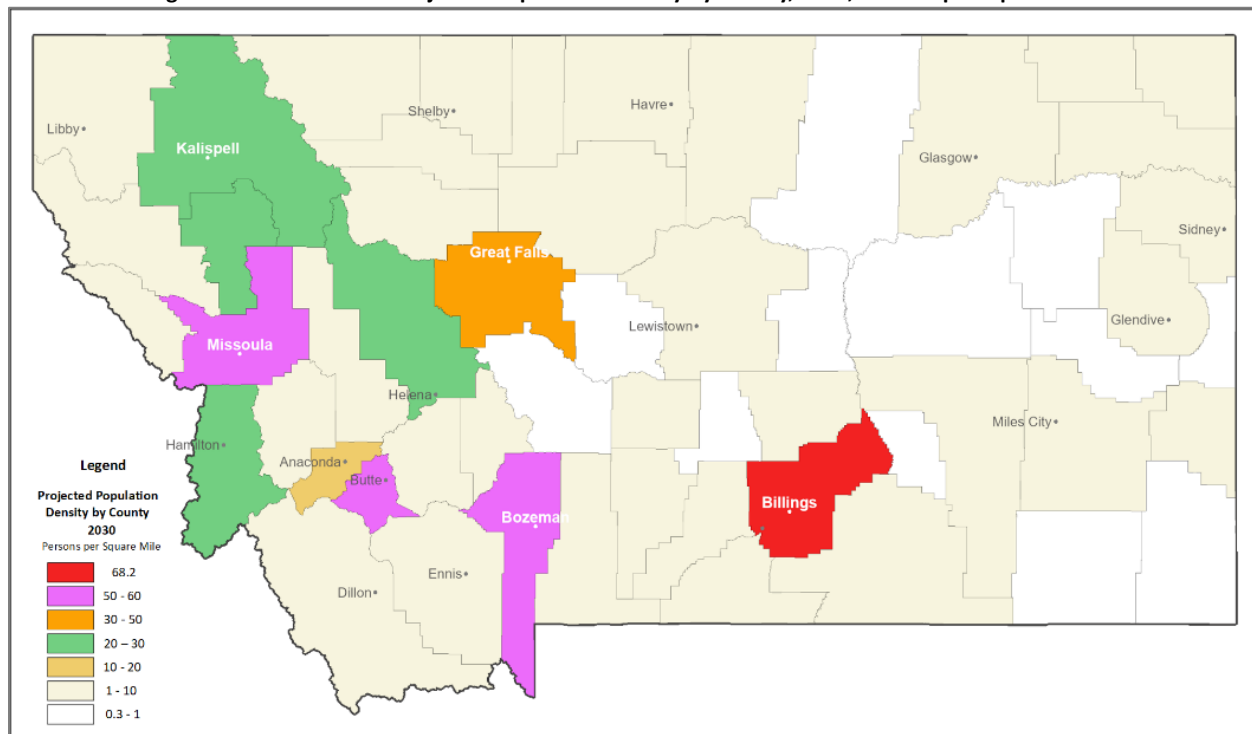 Shelby
Havre
Libby
Kalispell
Glasgow
Sidney
Great Falls
Glendive
Lewistown
Missoula
Helena
Miles City
Hamilton
Anaconda
Butte
Billings
Bozeman
Ennis
Dillon
Legend
Projected Population
Density by County
2030
Persons per Square Mile
68.2
50 - 60
30 - 50
20 – 30
10 - 20
1 - 10
0.3 - 1